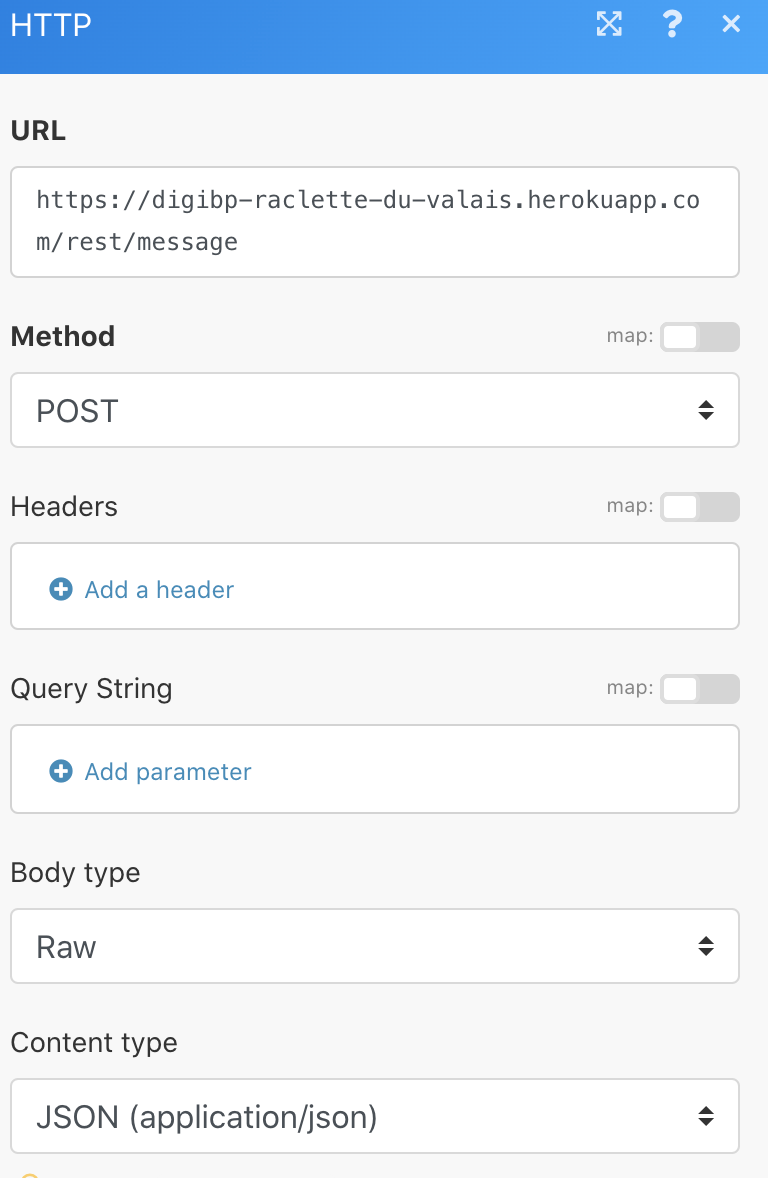 HTTP
URL
https://digibp-raclette-du-valais.herokuapp.co
m/rest/message
Method
map:
POST
Headers
map:
Add a header
Query String
map:
Add parameter
Body type
Raw
Content type
JSON (application/json)